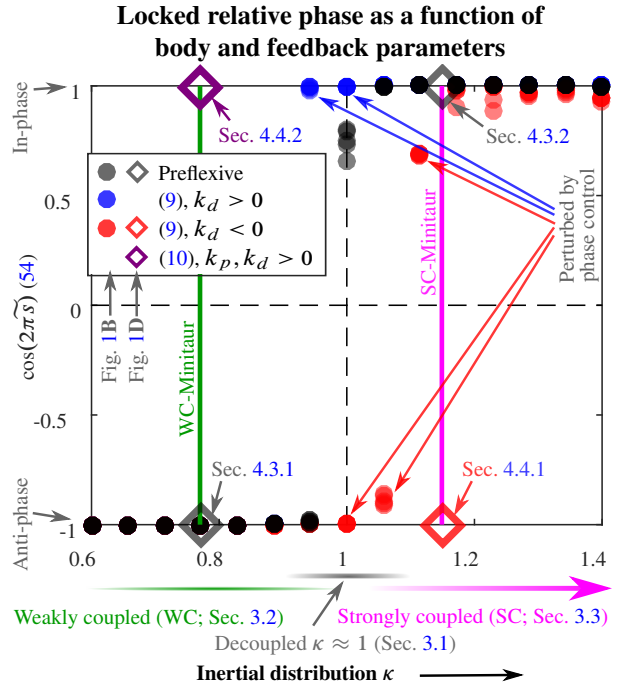 Locked relative phase as a function of
body and feedback parameters
In-phase
1
Sec. 4.4.2
Sec. 4.3.2
Preflexive
(9), k_d > 0
(9), k_d < 0
(10), k_p, k_d > 0
0.5
SC-Minitaur
Perturbed by
phase control
cos(2πs̃) (54)
0
Fig. 1B
Fig. 1D
WC-Minitaur
-0.5
Sec. 4.3.1
Sec. 4.4.1
Anti-phase
-1
0.6
0.8
1
1.2
1.4
Weakly coupled (WC; Sec. 3.2)
Strongly coupled (SC; Sec. 3.3)
Decoupled κ ≈ 1 (Sec. 3.1)
Inertial distribution κ